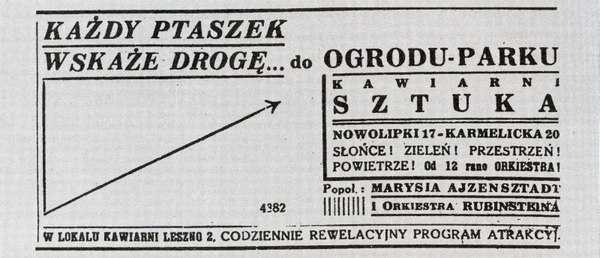 KAŻDY PTASZEK
WSKAŻE DROGĘ... do OGRODU-PARKU
KAWIARNI
SZTUKA
NOWOLIPKI 17-KARMELICKA 20
SŁOŃCE! ZIELEŃ! PRZESTRZEŃ!
POWIETRZE! Od 12 rano ORKIESTRA!
Popoł.: MARYSIA AJZENSZTADT
4382 I ORKIESTRA RUBINSTEINA
W LOKALU KAWIARNI LESZNO 2, CODZIENNIE REWELACYJNY PROGRAM ATRAKCYJ.